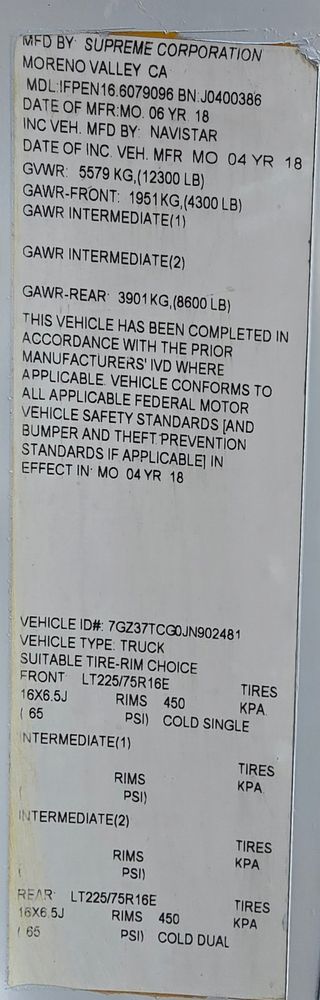 MFD BY: SUPREME CORPORATION
MORENO VALLEY CA
MDL:IFPEN16.6079096 BN:J0400386
DATE OF MFR:MO. 06 YR 18
INC VEH. MFD BY: NAVISTAR
DATE OF INC. VEH. MFR MO 04 YR 18
GVWR: 5579 KG,(12300 LB)
GAWR-FRONT: 1951 KG,(4300 LB)
GAWR INTERMEDIATE(1)
GAWR INTERMEDIATE(2)
GAWR-REAR: 3901 KG,(8600 LB)
THIS VEHICLE HAS BEEN COMPLETED IN
ACCORDANCE WITH THE PRIOR
MANUFACTURERS' IVD WHERE
APPLICABLE. VEHICLE CONFORMS TO
ALL APPLICABLE FEDERAL MOTOR
VEHICLE SAFETY STANDARDS [AND
BUMPER AND THEFT PREVENTION
STANDARDS IF APPLICABLE] IN
EFFECT IN: MO 04 YR 18
VEHICLE ID#: 7GZ37TCG0JN902481
VEHICLE TYPE: TRUCK
SUITABLE TIRE-RIM CHOICE
FRONT LT225/75R16E TIRES
16X6.5J RIMS 450 KPA
( 65 PSI) COLD SINGLE
INTERMEDIATE(1)
TIRES
RIMS KPA
( PSI)
INTERMEDIATE(2)
TIRES
RIMS KPA
( PSI)
REAR LT225/75R16E TIRES
16X6.5J RIMS 450 KPA
( 65 PSI) COLD DUAL